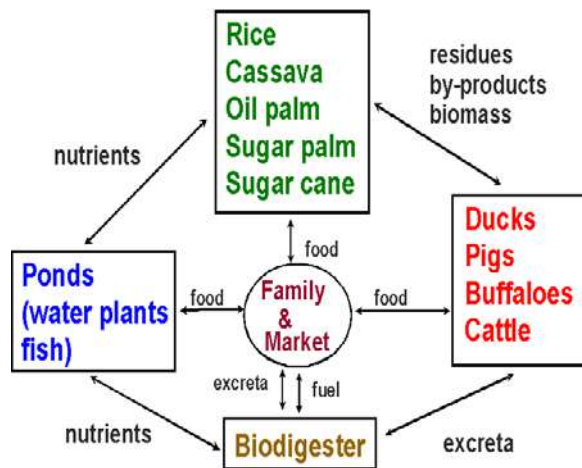 Rice
Cassava
Oil palm
Sugar palm
Sugar cane
residues
by-products
biomass
nutrients
food
Ducks
Pigs
Buffaloes
Cattle
Ponds
(water plants
fish)
food
Family
&
Market
food
excreta
fuel
nutrients
Biodigester
excreta